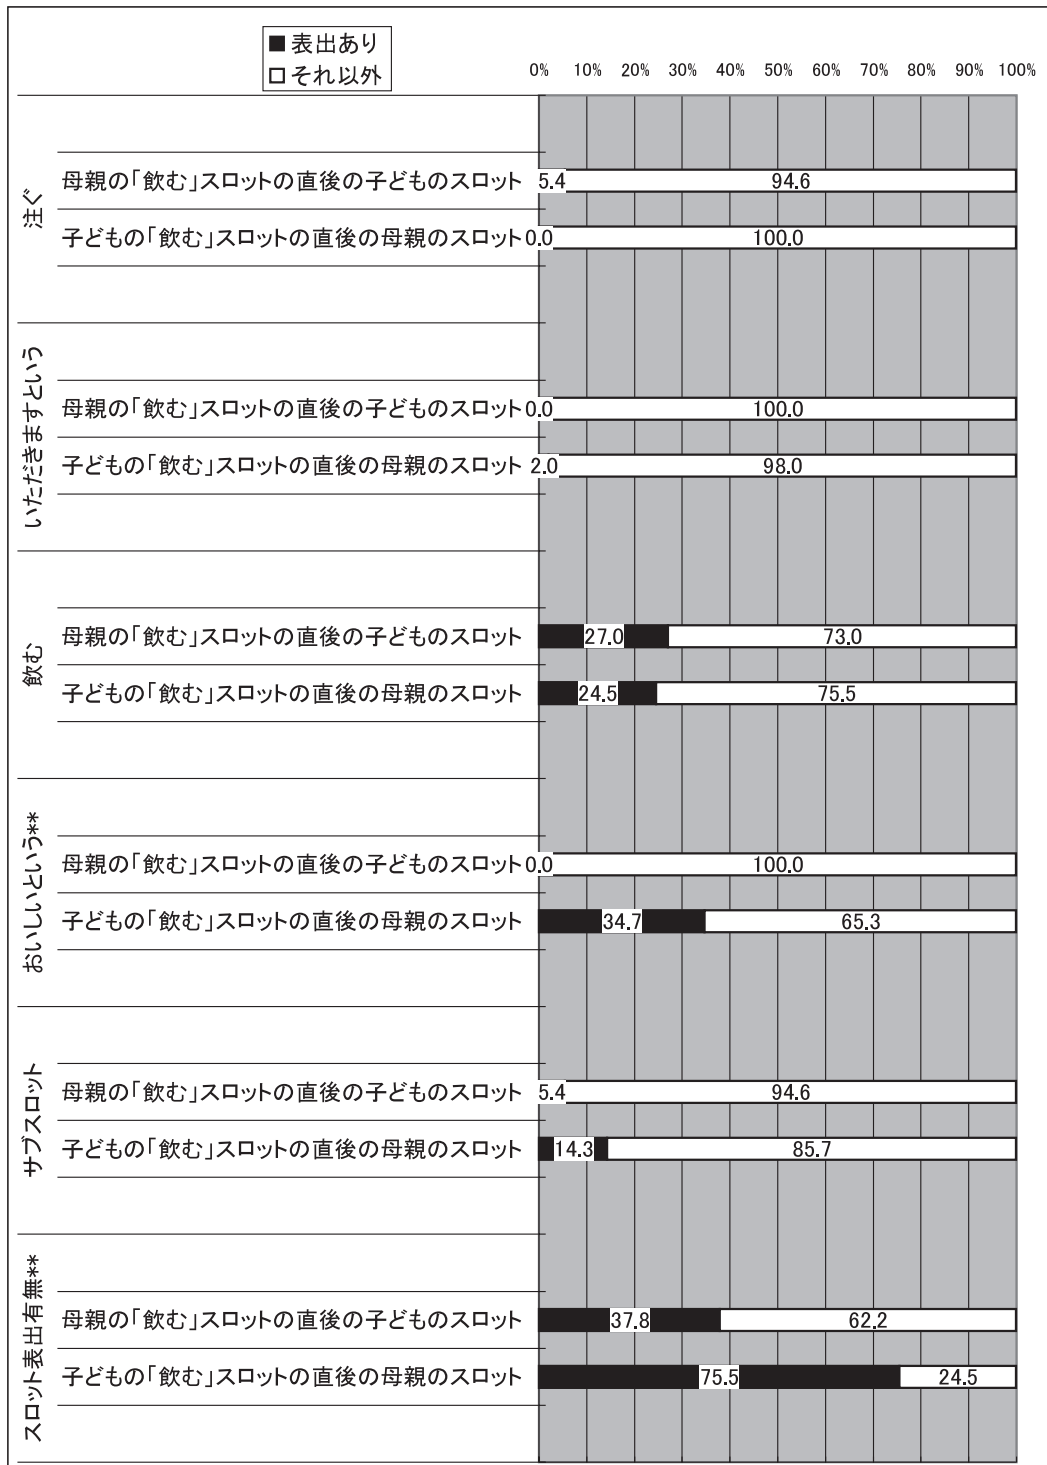 ■表出あり
□それ以外
0% 10% 20% 30% 40% 50% 60% 70% 80% 90% 100%
注ぐ
母親の「飲む」スロットの直後の子どものスロット 5.4 94.6
子どもの「飲む」スロットの直後の母親のスロット 0.0 100.0
いただきますという
母親の「飲む」スロットの直後の子どものスロット 0.0 100.0
子どもの「飲む」スロットの直後の母親のスロット 2.0 98.0
飲む
母親の「飲む」スロットの直後の子どものスロット 27.0 73.0
子どもの「飲む」スロットの直後の母親のスロット 24.5 75.5
おいしいという**
母親の「飲む」スロットの直後の子どものスロット 0.0 100.0
子どもの「飲む」スロットの直後の母親のスロット 34.7 65.3
サブスロット
母親の「飲む」スロットの直後の子どものスロット 5.4 94.6
子どもの「飲む」スロットの直後の母親のスロット 14.3 85.7
スロット表出有無**
母親の「飲む」スロットの直後の子どものスロット 37.8 62.2
子どもの「飲む」スロットの直後の母親のスロット 75.5 24.5